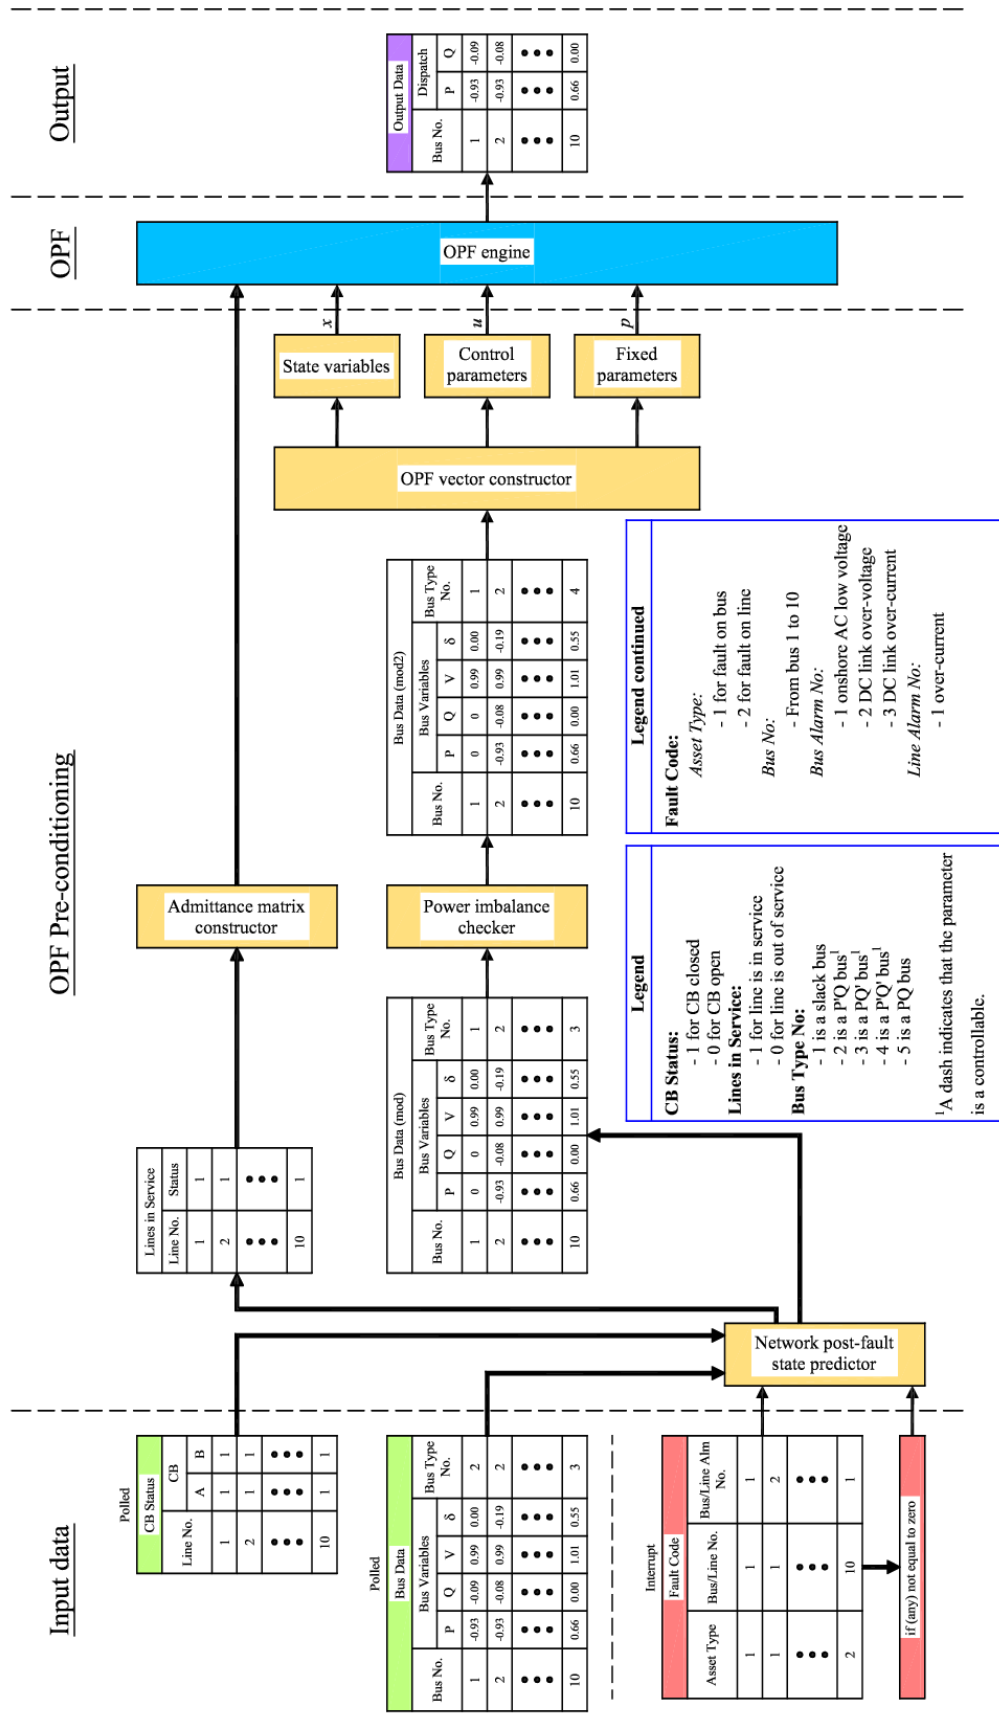 Input data
OPF Pre-conditioning
OPF
Output
Polled
CB Status
Line No.
CB
A
B
1 1 1
2 1 1
10 1 1
Polled
Bus Data
Bus No.
Bus Variables
Bus Type
No.
P Q V δ
1 -0.93 -0.09 0.99 0.00 2
2 -0.93 -0.08 0.99 -0.19 2
10 0.66 0.00 1.01 0.55 3
Interrupt
Fault Code
Asset Type
Bus/Line No.
Bus/Line Alm
No.
1 1 1
1 1 2
2 10 1
if (any) not equal to zero
Network post-fault
state predictor
Lines in Service
Line No.
Status
1 1
2 1
10 1
Admittance matrix
constructor
Bus Data (mod)
Bus No.
Bus Variables
Bus Type
No.
P Q V δ
1 0 0 0.99 0.00 1
2 -0.93 -0.08 0.99 -0.19 2
10 0.66 0.00 1.01 0.55 3
Power imbalance
checker
Bus Data (mod2)
Bus No.
Bus Variables
Bus Type
No.
P Q V δ
1 0 0 0.99 0.00 1
2 -0.93 -0.08 0.99 -0.19 2
10 0.66 0.00 1.01 0.55 4
OPF vector constructor
State variables
x
Control
parameters
u
Fixed
parameters
p
OPF engine
Output Data
Bus No.
Dispatch
P Q
1 -0.93 -0.09
2 -0.93 -0.08
10 0.66 0.00
Legend
CB Status:
- 1 for CB closed
- 0 for CB open
Lines in Service:
- 1 for line is in service
- 0 for line is out of service
Bus Type No:
- 1 is a slack bus
- 2 is a P'Q bus¹
- 3 is a PQ' bus¹
- 4 is a P'Q' bus¹
- 5 is a PQ bus
¹A dash indicates that the parameter
is a controllable.
Legend continued
Fault Code:
Asset Type:
- 1 for fault on bus
- 2 for fault on line
Bus No:
- From bus 1 to 10
Bus Alarm No:
- 1 onshore AC low voltage
- 2 DC link over-voltage
- 3 DC link over-current
Line Alarm No:
- 1 over-current